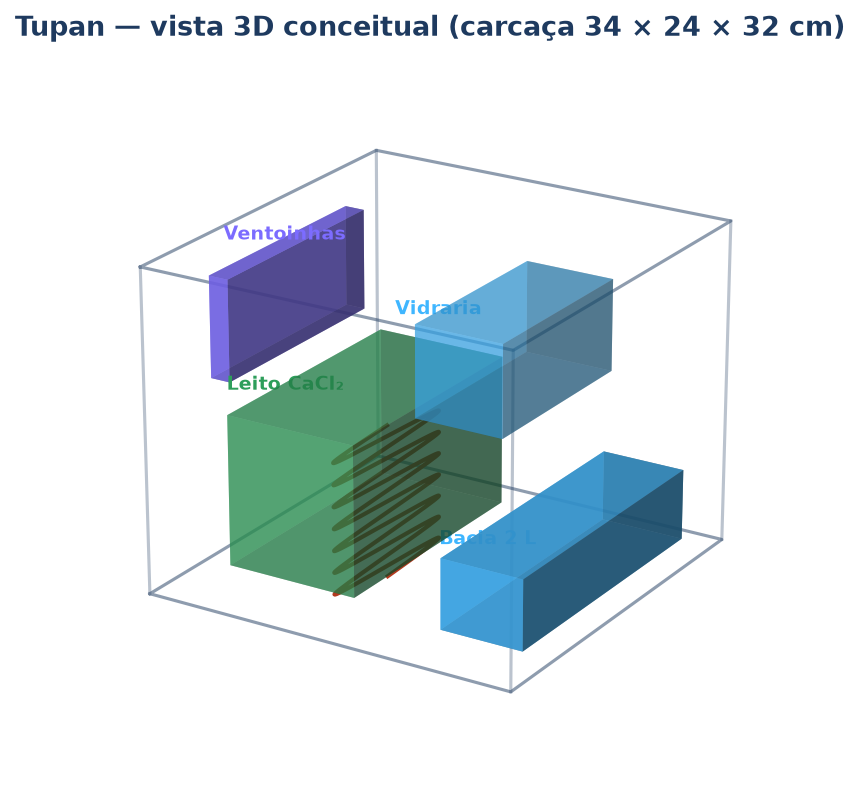 Tupan — vista 3D conceitual (carcaça 34 × 24 × 32 cm)
Ventoinhas
Vidraria
Leito CaCl₂
Bacia 2 L